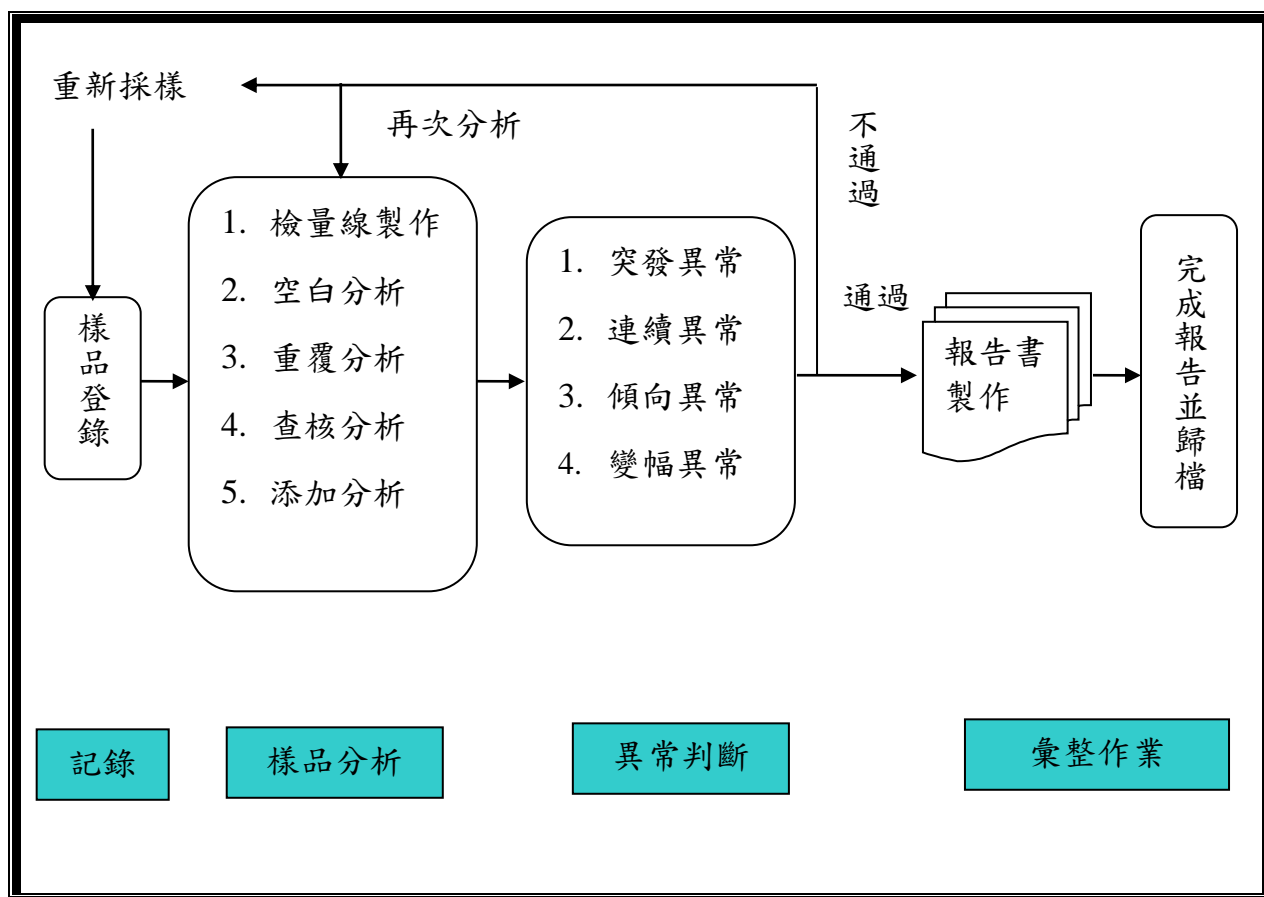 重新採樣
再次分析
不通過
樣品登錄
1. 檢量線製作
2. 空白分析
3. 重覆分析
4. 查核分析
5. 添加分析
1. 突發異常
2. 連續異常
3. 傾向異常
4. 變幅異常
通過
報告書
製作
完成報告並歸檔
記錄
樣品分析
異常判斷
彙整作業